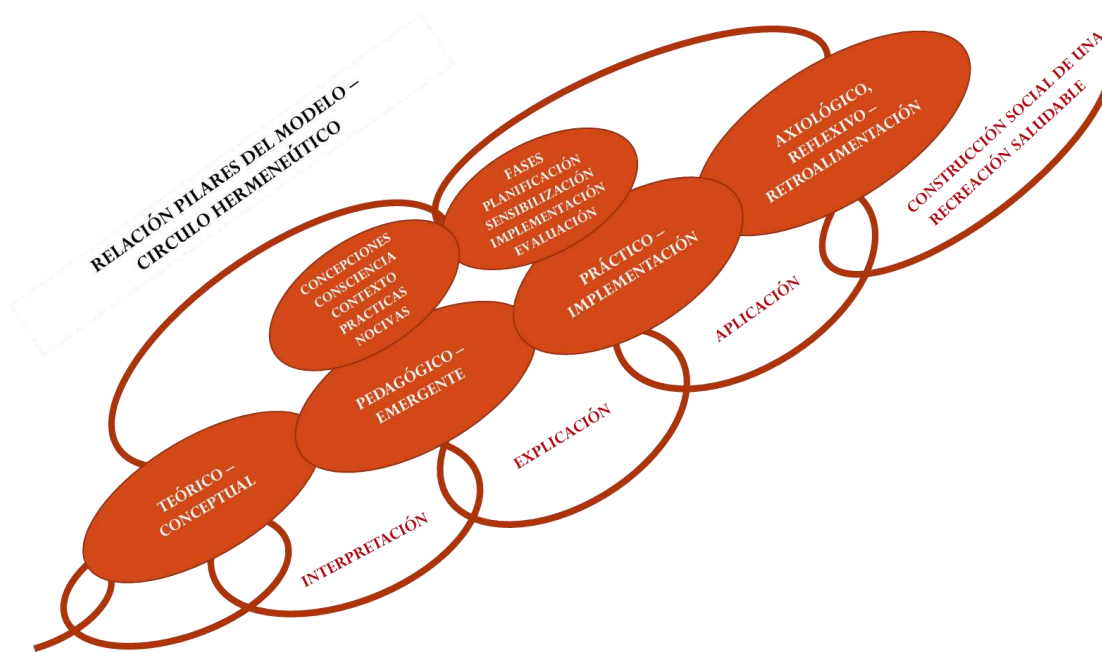 RELACIÓN PILARES DEL MODELO –
CIRCULO HERMENEÚTICO
TEÓRICO –
CONCEPTUAL
INTERPRETACIÓN
CONCEPCIONES
CONSCIENCIA
CONTEXTO
PRACTICAS
NOCIVAS
PEDAGÓGICO –
EMERGENTE
EXPLICACIÓN
FASES
PLANIFICACIÓN
SENSIBILIZACIÓN
IMPLEMENTACIÓN
EVALUACIÓN
PRÁCTICO –
IMPLEMENTACIÓN
APLICACIÓN
AXIOLÓGICO,
REFLEXIVO –
RETROALIMENTACIÓN
CONSTRUCCIÓN SOCIAL DE UNA
RECREACIÓN SALUDABLE